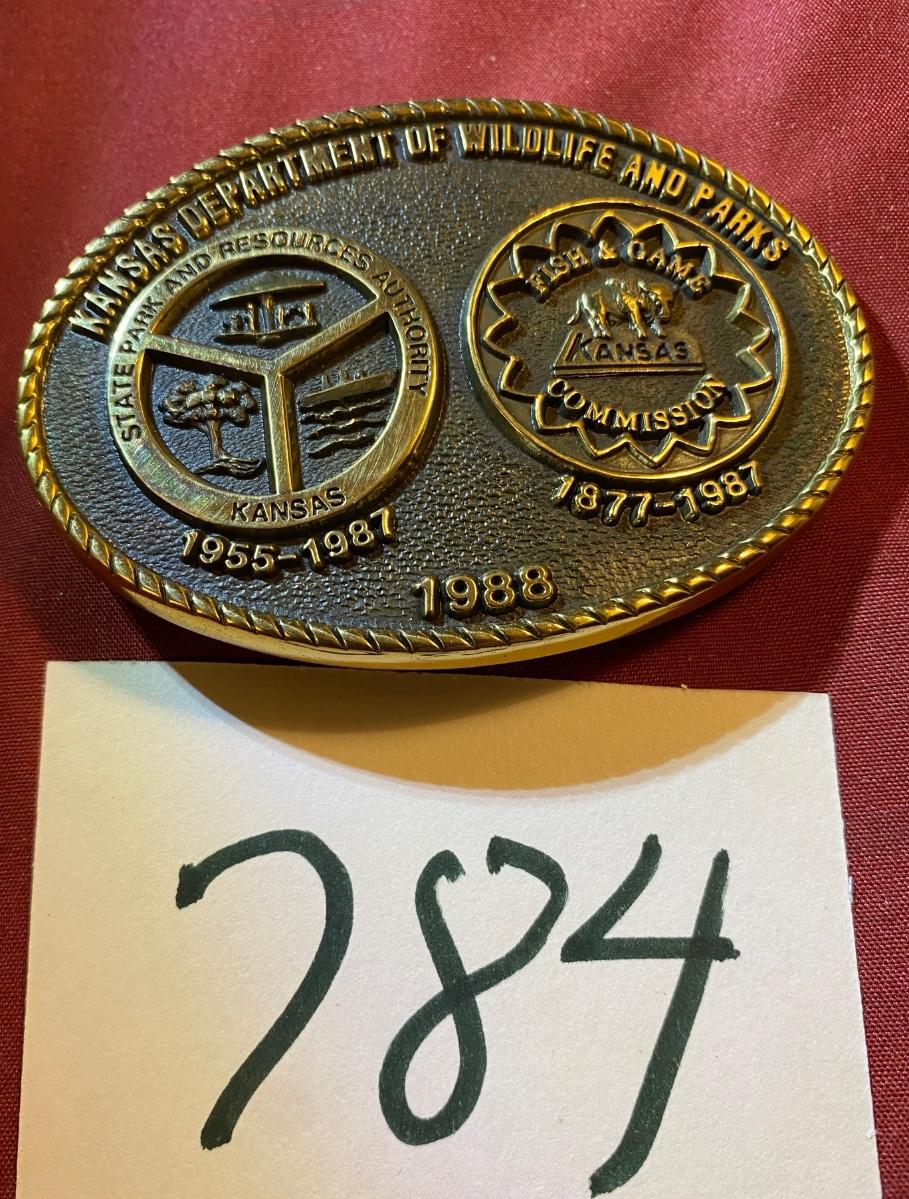 KANSAS DEPARTMENT OF WILDLIFE AND PARKS
STATE PARK AND RESOURCES AUTHORITY
KANSAS
1955-1987
FISH & GAME
KANSAS
COMMISSION
1877-1987
1988
784